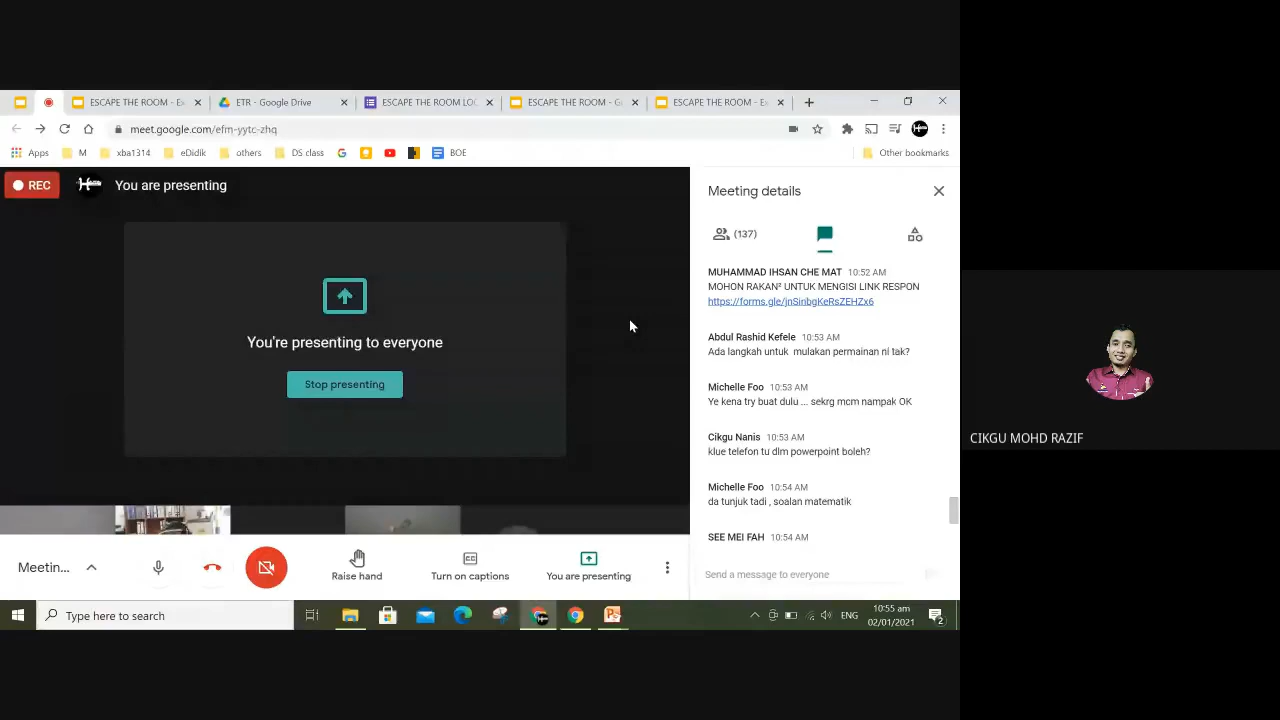 ESCAPE THE ROOM - Ex
ETR - Google Drive
ESCAPE THE ROOM LOC
ESCAPE THE ROOM - G
ESCAPE THE ROOM - Ex
meet.google.com/efm-yytc-zhq
Apps
M
xba1314
eDidik
others
DS class
BOE
Other bookmarks
REC
You are presenting
Meeting details
(137)
You're presenting to everyone
Stop presenting
MUHAMMAD IHSAN CHE MAT 10:52 AM
MOHON RAKAN² UNTUK MENGISI LINK RESPON
https://forms.gle/jnSinbgKeRsZEHZx6
Abdul Rashid Kefele 10:53 AM
Ada langkah untuk mulakan permainan ni tak?
Michelle Foo 10:53 AM
Ye kena try buat dulu ... sekrg mcm nampak OK
Cikgu Nanis 10:53 AM
klue telefon tu dlm powerpoint boleh?
Michelle Foo 10:54 AM
da tunjuk tadi , soalan matematik
SEE MEI FAH 10:54 AM
Send a message to everyone
CIKGU MOHD RAZIF
Meetin...
Raise hand
Turn on captions
You are presenting
Type here to search
ENG
10:55 am
02/01/2021
2